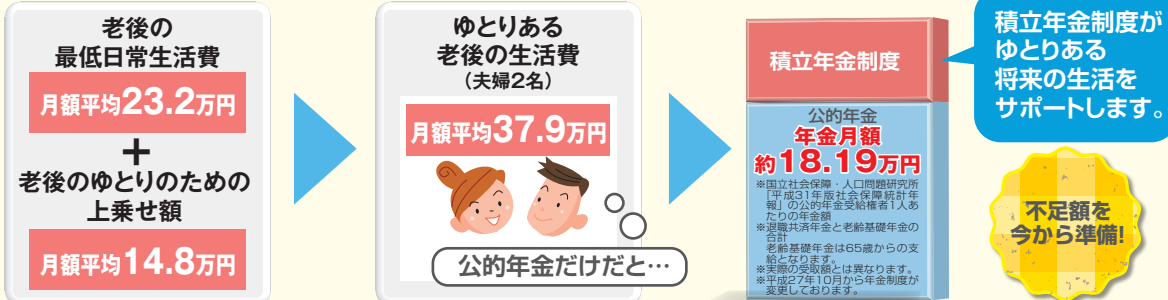 老後の
最低日常生活費
月額平均23.2万円
+
老後のゆとりのための
上乗せ額
月額平均14.8万円
ゆとりある
老後の生活費
(夫婦2名)
月額平均37.9万円
公的年金だけだと…
積立年金制度
公的年金
年金月額
約18.19万円
※国立社会保障・人口問題研究所
「平成31年版社会保障統計年
報」の公的年金受給権者1人あ
たりの年金額
※退職共済年金と老齢基礎年金の
合計
老齢基礎年金は65歳からの支
給となります。
※実際の受取額とは異なります。
※平成27年10月から年金制度が
変更しております。
積立年金制度が
ゆとりある
将来の生活を
サポートします。
不足額を
今から準備!